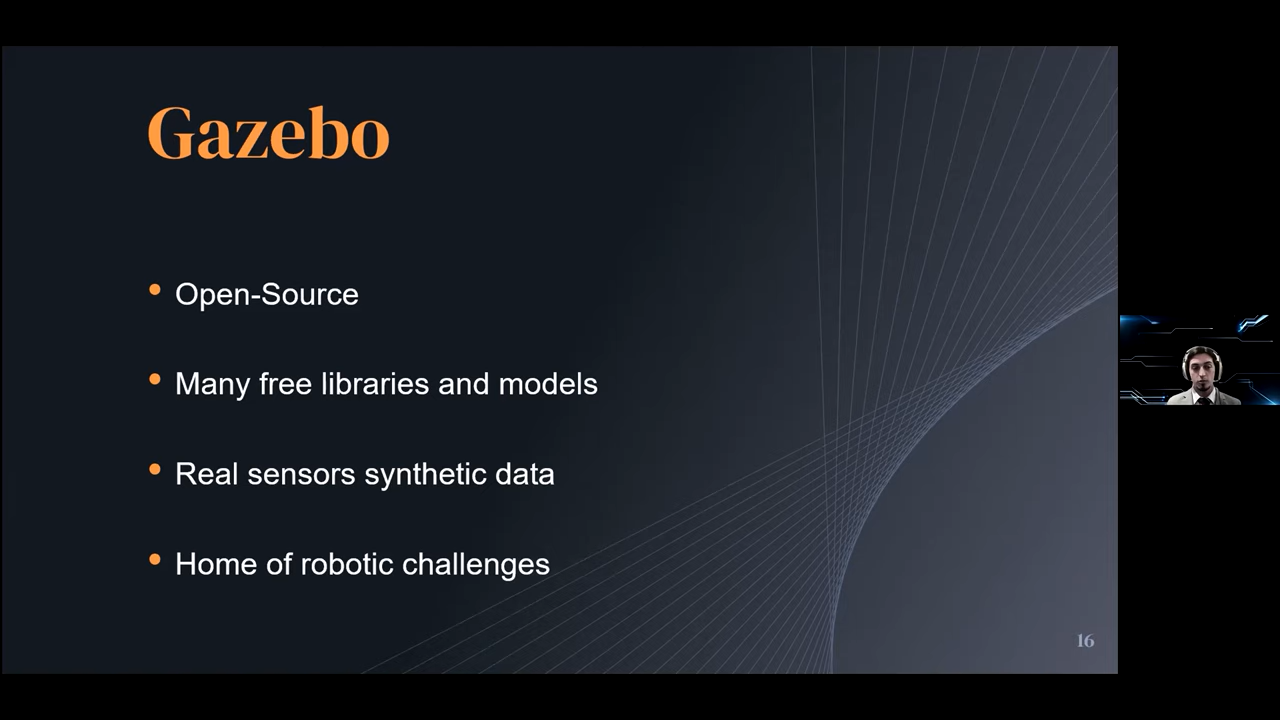 Gazebo
Open-Source
Many free libraries and models
Real sensors synthetic data
Home of robotic challenges
16